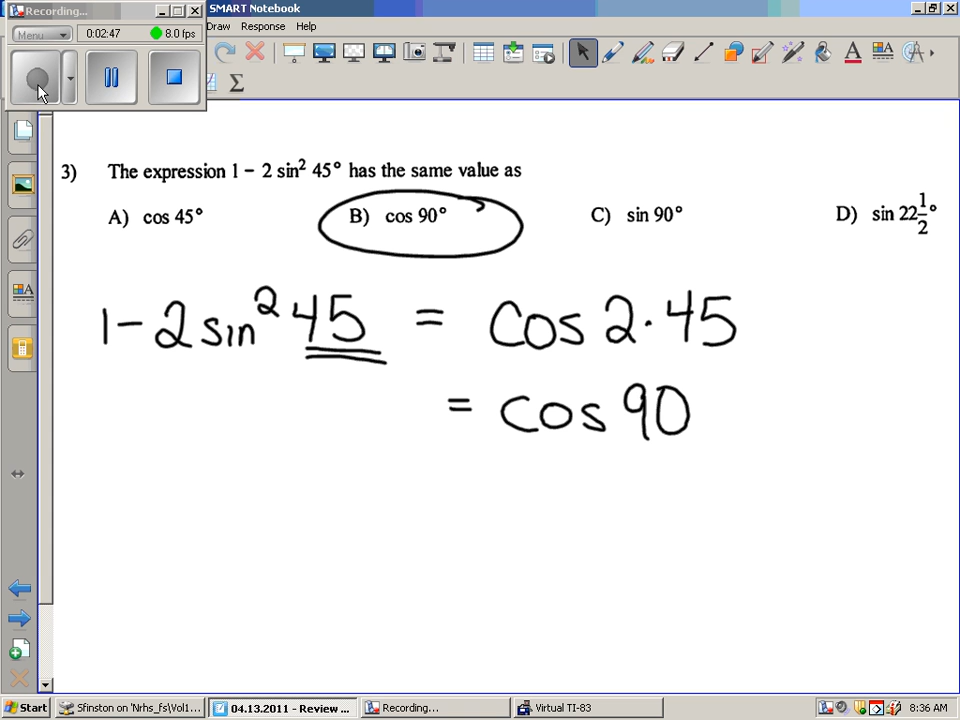 Recording...
SMART Notebook
Menu
0:02:47
8.0 fps
Draw Response Help
Σ
A
3) The expression 1 − 2 sin² 45° has the same value as
A) cos 45° B) cos 90° C) sin 90° D) sin 22 1/2°
1 − 2 sin² 45 = cos 2·45
= cos 90
Start
Sfinston on 'Nrhs_fs\Vol1...
04.13.2011 - Review ...
Recording...
Virtual TI-83
8:36 AM